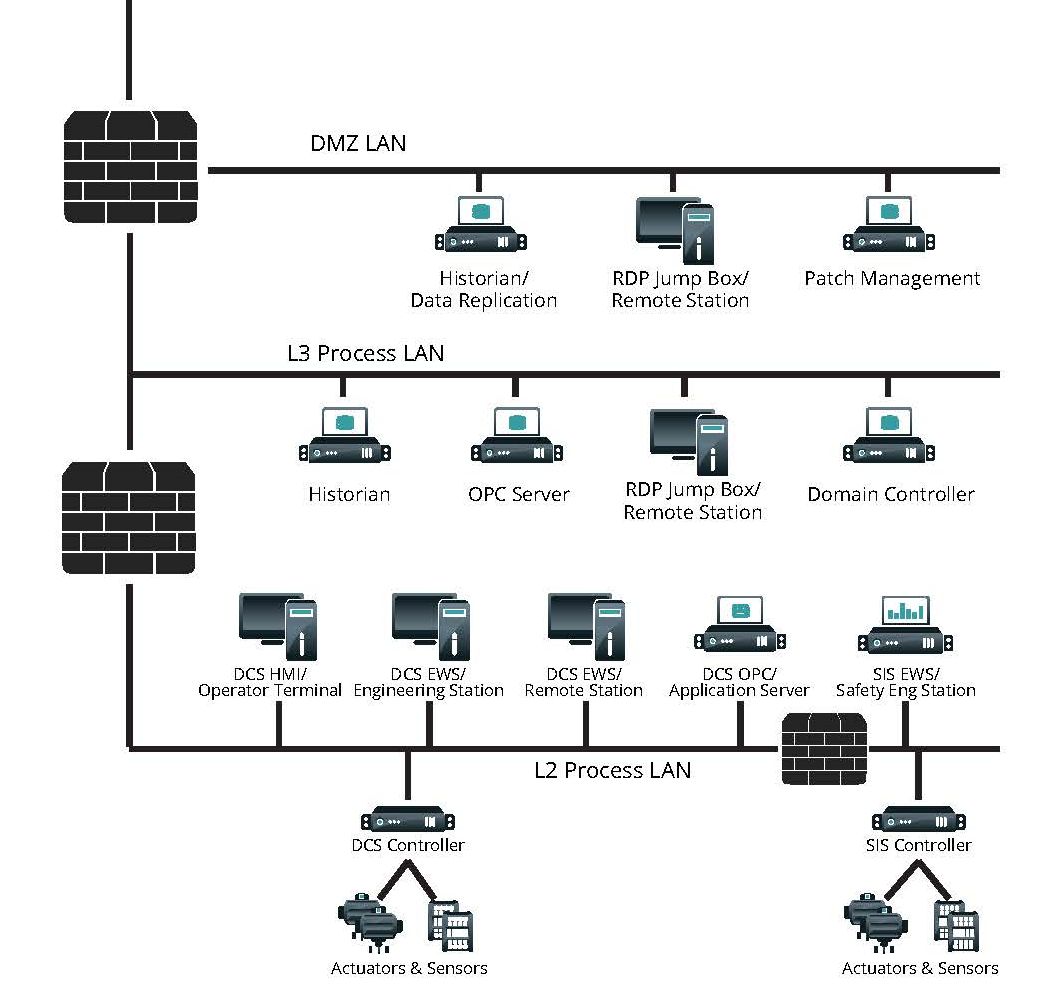 DMZ LAN
Historian/
Data Replication
RDP Jump Box/
Remote Station
Patch Management
L3 Process LAN
Historian
OPC Server
RDP Jump Box/
Remote Station
Domain Controller
DCS HMI/
Operator Terminal
DCS EWS/
Engineering Station
DCS EWS/
Remote Station
DCS OPC/
Application Server
SIS EWS/
Safety Eng Station
L2 Process LAN
DCS Controller
SIS Controller
Actuators & Sensors
Actuators & Sensors